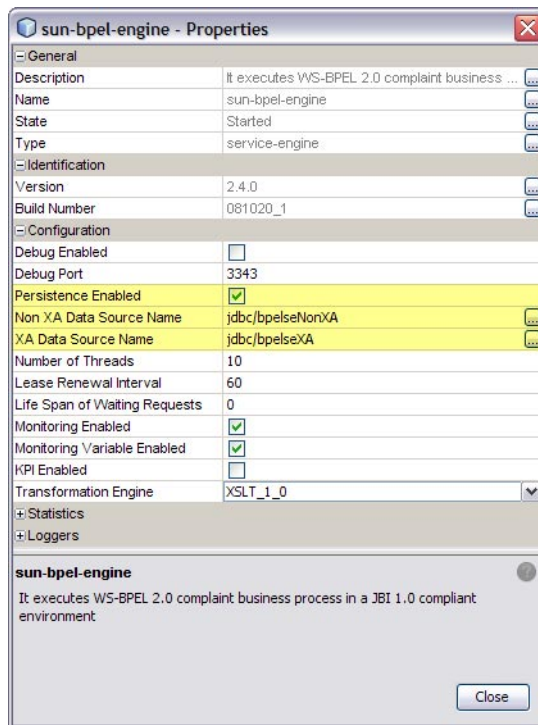 sun-bpel-engine - Properties
General
Description It executes WS-BPEL 2.0 complaint business ... ...
Name sun-bpel-engine ...
State Started ...
Type service-engine ...
Identification
Version 2.4.0 ...
Build Number 081020_1 ...
Configuration
Debug Enabled
Debug Port 3343
Persistence Enabled
Non XA Data Source Name jdbc/bpelseNonXA ...
XA Data Source Name jdbc/bpelseXA ...
Number of Threads 10
Lease Renewal Interval 60
Life Span of Waiting Requests 0
Monitoring Enabled
Monitoring Variable Enabled
KPI Enabled
Transformation Engine XSLT_1_0
Statistics
Loggers
sun-bpel-engine ?
It executes WS-BPEL 2.0 complaint business process in a JBI 1.0 compliant
environment
Close